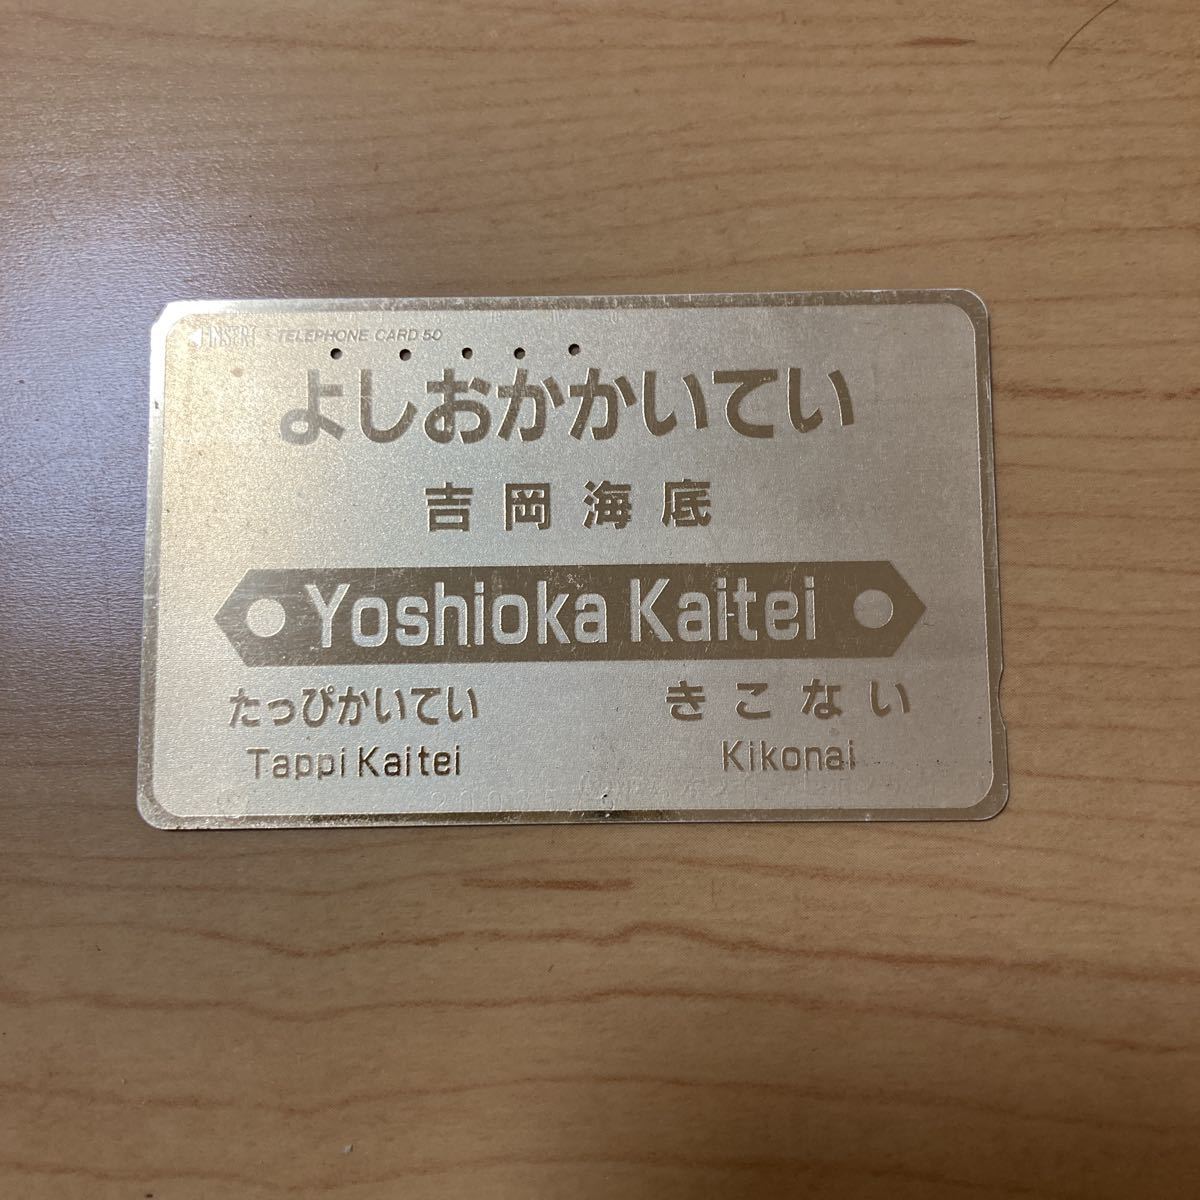 INSERT TELEPHONE CARD 50
よしおかかいてい
吉岡海底
Yoshioka Kaitei
たっぴかいてい きこない
Tappi Kaitei Kikonai